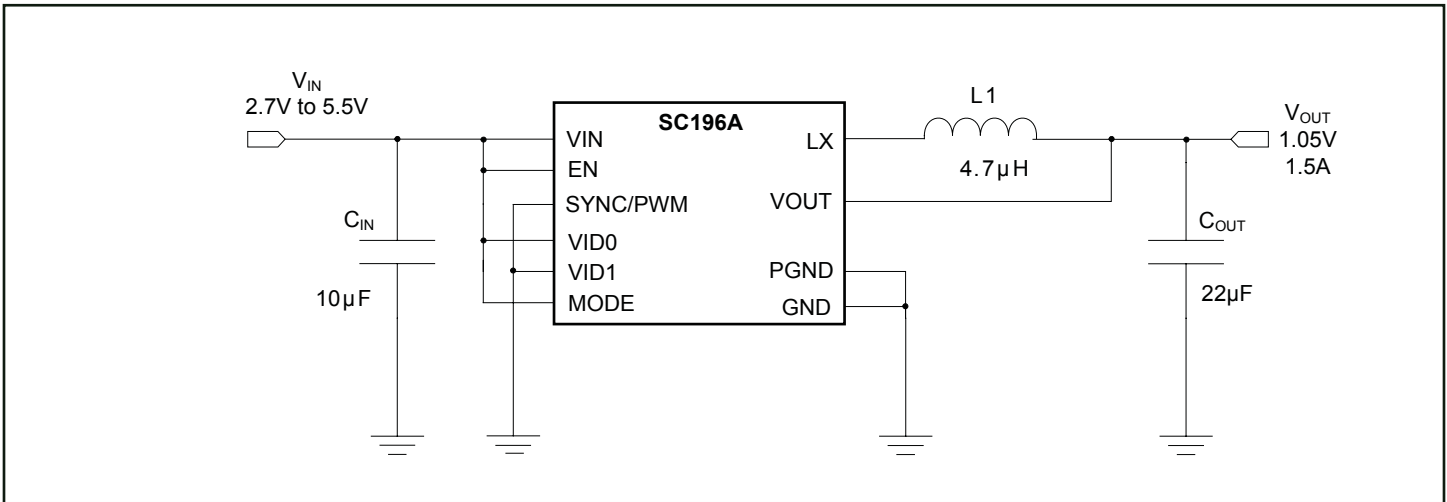 VIN
2.7V to 5.5V
CIN
10µF
SC196A
VIN
EN
SYNC/PWM
VID0
VID1
MODE
LX
VOUT
PGND
GND
L1
4.7µH
VOUT
1.05V
1.5A
COUT
22µF